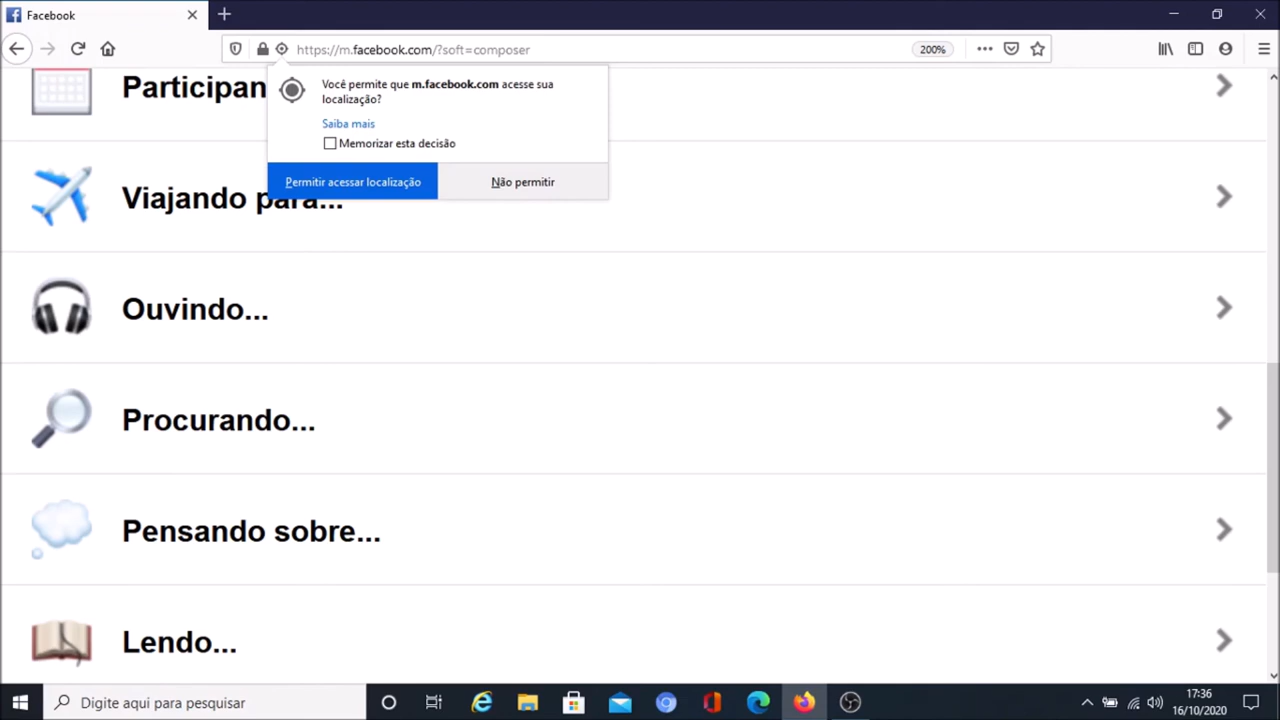 Facebook
https://m.facebook.com/?soft=composer
200%
Você permite que m.facebook.com acesse sua
localização?
Saiba mais
Memorizar esta decisão
Permitir acessar localização
Não permitir
Participan
Viajando para...
Ouvindo...
Procurando...
Pensando sobre...
Lendo...
Digite aqui para pesquisar
17:36
16/10/2020